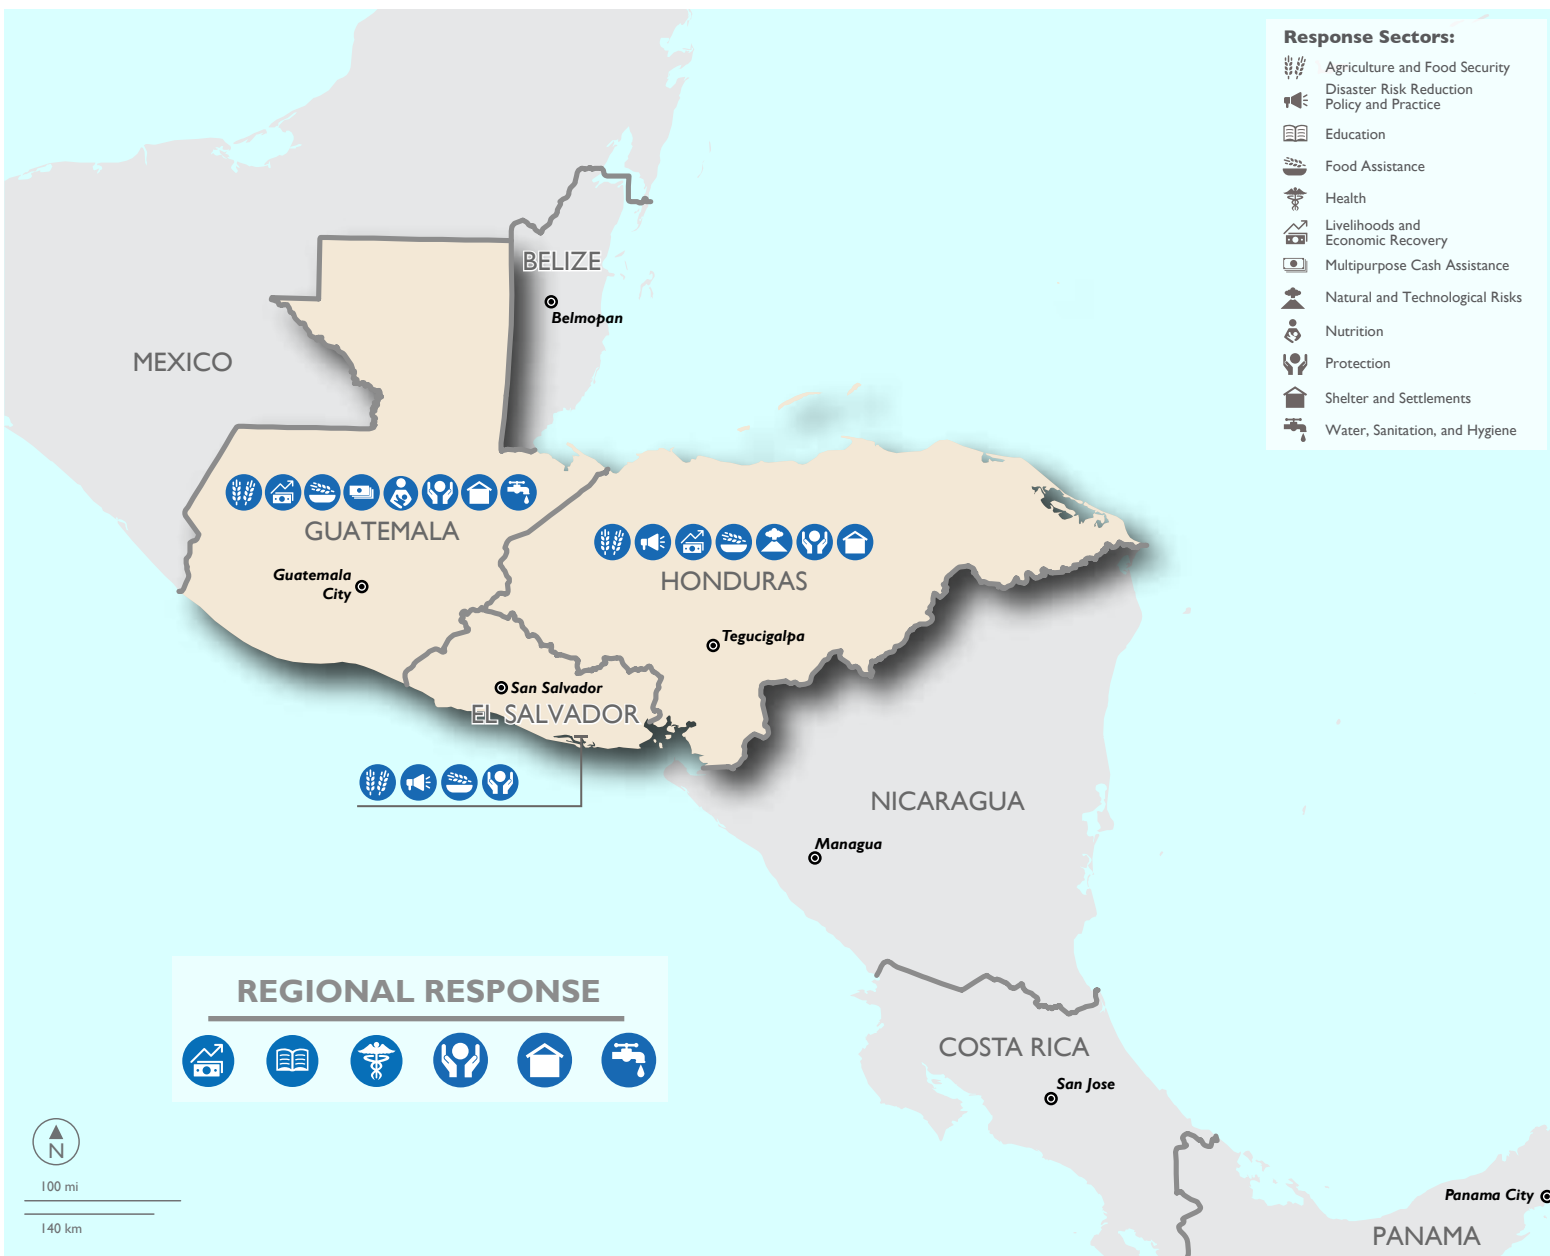 Response Sectors:
Agriculture and Food Security
Disaster Risk Reduction
Policy and Practice
Education
Food Assistance
Health
Livelihoods and
Economic Recovery
Multipurpose Cash Assistance
Natural and Technological Risks
Nutrition
Protection
Shelter and Settlements
Water, Sanitation, and Hygiene
BELIZE
Belmopan
MEXICO
GUATEMALA
Guatemala
City
HONDURAS
Tegucigalpa
San Salvador
EL SALVADOR
NICARAGUA
Managua
REGIONAL RESPONSE
COSTA RICA
San Jose
N
100 mi
140 km
Panama City
PANAMA